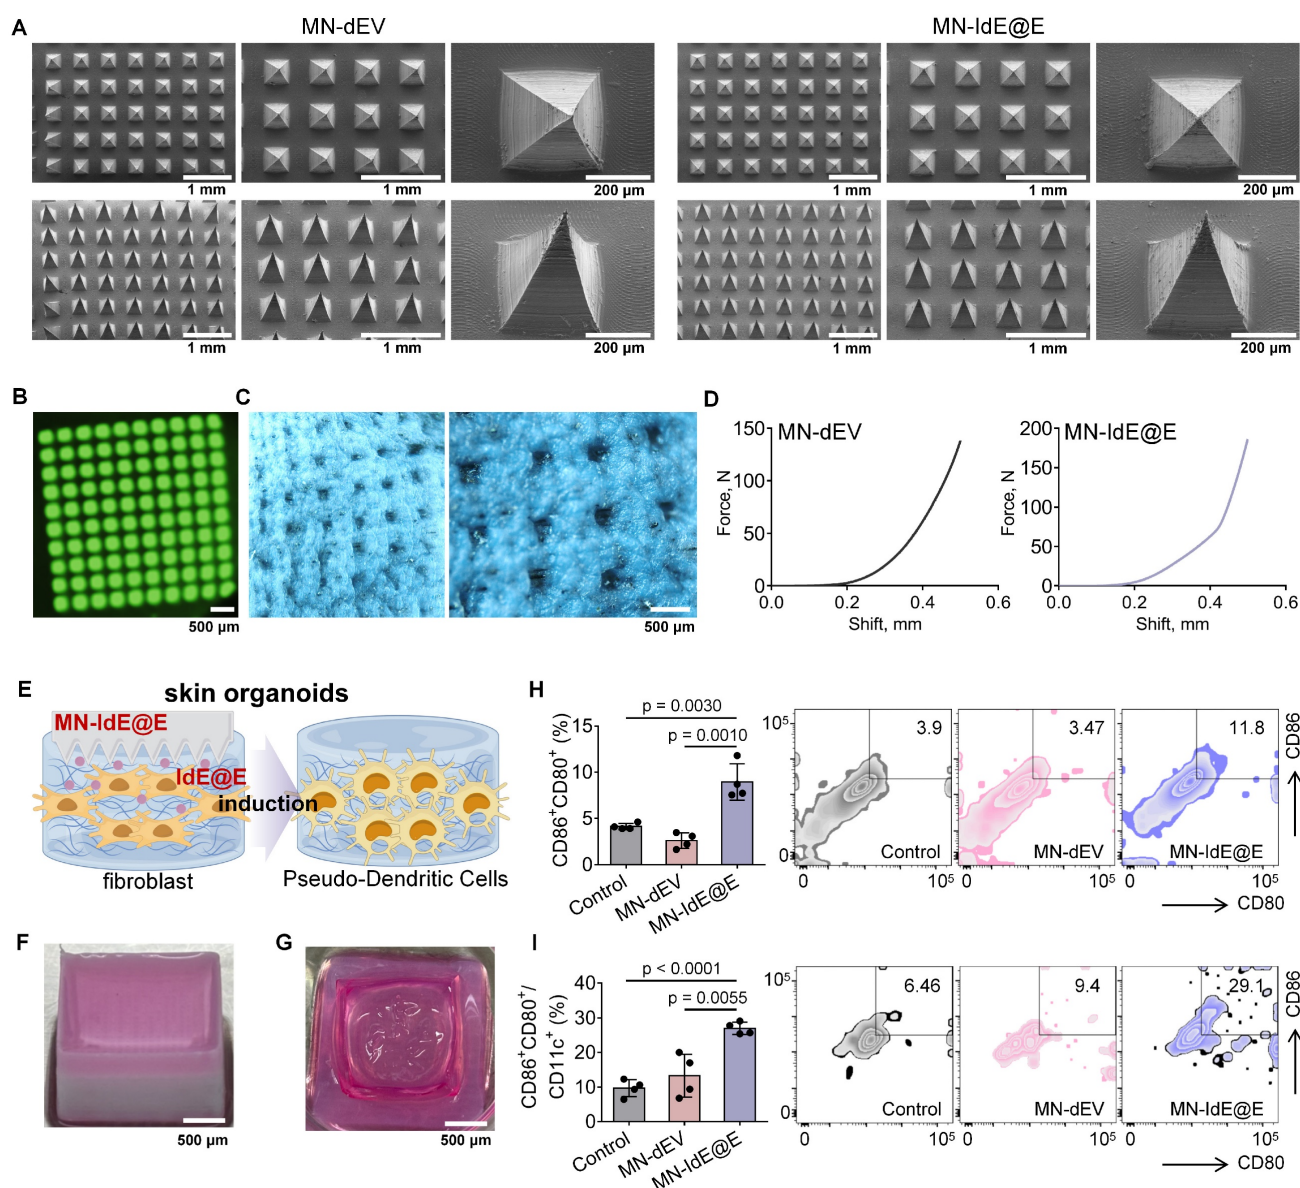 A
MN-dEV
MN-IdE@E
1 mm
1 mm
200 µm
1 mm
1 mm
200 µm
1 mm
1 mm
200 µm
1 mm
1 mm
200 µm
B
500 µm
C
500 µm
D
MN-dEV
Force, N
150
100
50
0
0.0 0.2 0.4 0.6
Shift, mm
MN-IdE@E
Force, N
200
150
100
50
0
0.0 0.2 0.4 0.6
Shift, mm
E
skin organoids
MN-IdE@E
IdE@E
induction
fibroblast
Pseudo-Dendritic Cells
F
500 µm
G
500 µm
H
p = 0.0030
p = 0.0010
CD86⁺CD80⁺ (%)
15
10
5
0
Control
MN-dEV
MN-IdE@E
10⁵
0
3.9
Control
0 10⁵
3.47
MN-dEV
0 10⁵
11.8
MN-IdE@E
0 10⁵
CD86
CD80
I
p < 0.0001
p = 0.0055
CD86⁺CD80⁺/
CD11c⁺ (%)
40
30
20
10
0
Control
MN-dEV
MN-IdE@E
10⁵
0
6.46
Control
0 10⁵
9.4
MN-dEV
0 10⁵
29.1
MN-IdE@E
0 10⁵
CD86
CD80